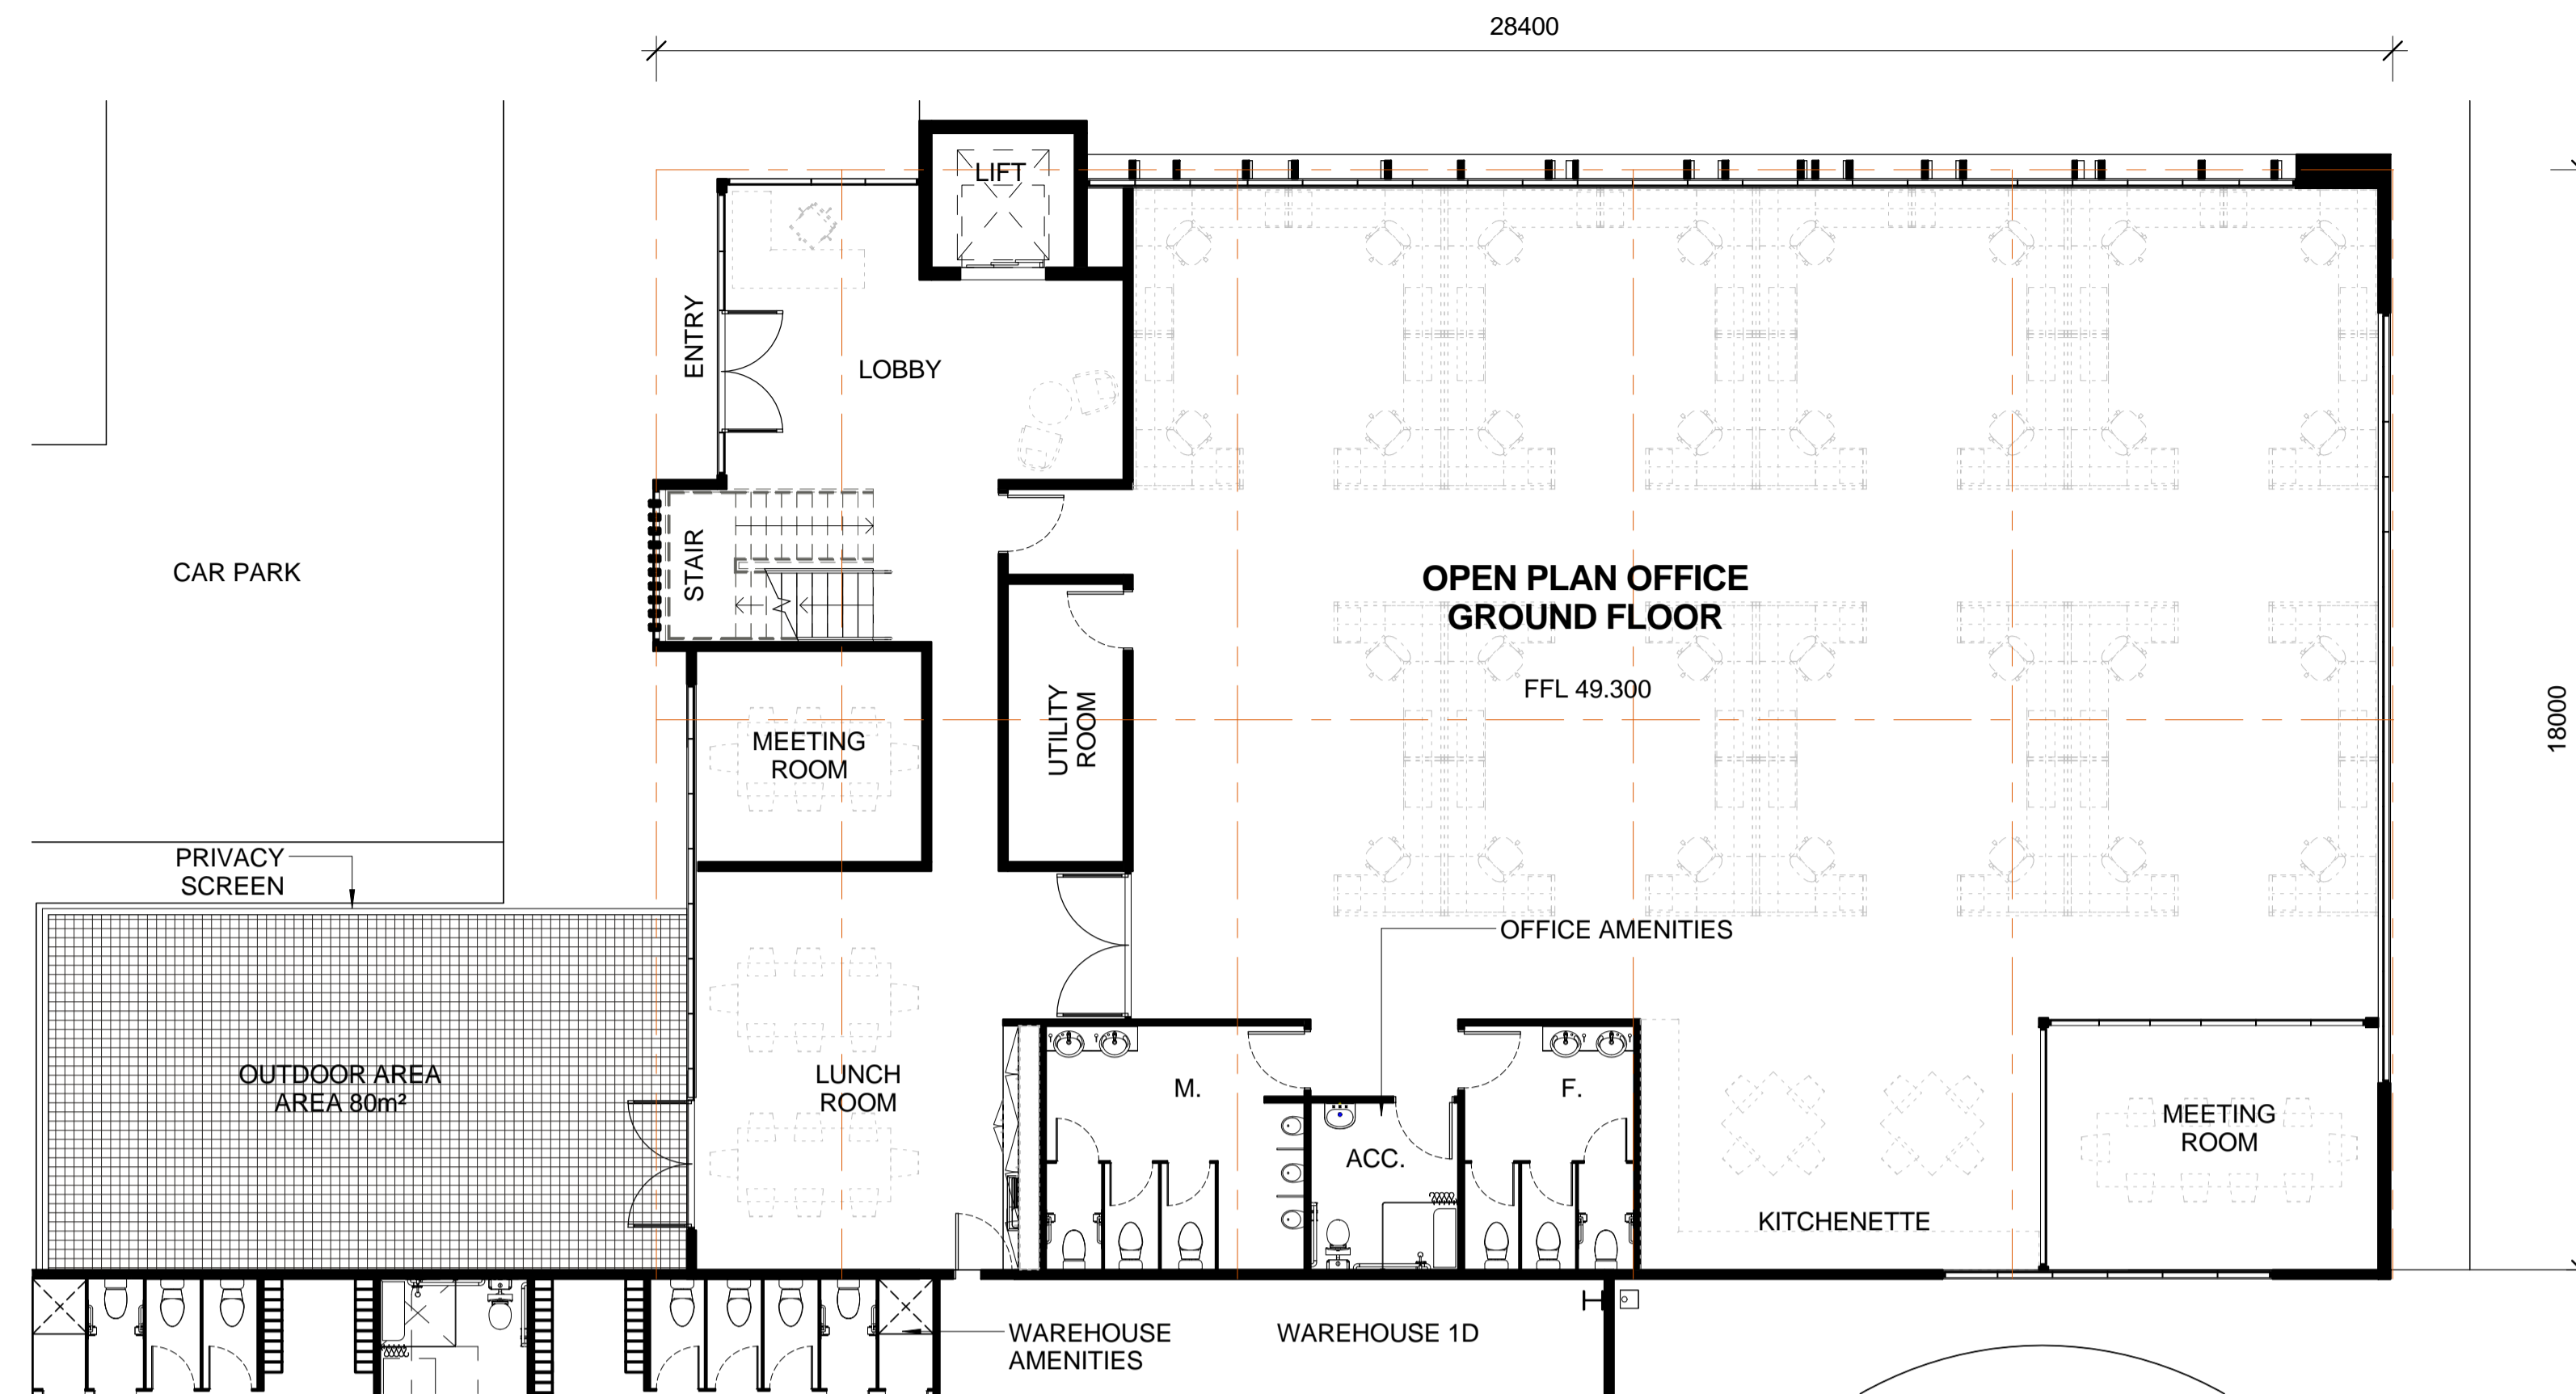 28400
LIFT
ENTRY
LOBBY
STAIR
CAR PARK
OPEN PLAN OFFICE
GROUND FLOOR
FFL 49.300
18000
UTILITY
ROOM
MEETING
ROOM
PRIVACY
SCREEN
OFFICE AMENITIES
OUTDOOR AREA
AREA 80m²
LUNCH
ROOM
M.
F.
ACC.
MEETING
ROOM
KITCHENETTE
WAREHOUSE
AMENITIES
WAREHOUSE 1D